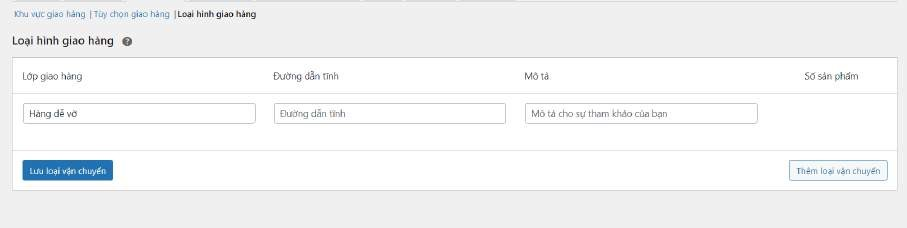 Khu vực giao hàng | Tùy chọn giao hàng | Loại hình giao hàng
Loại hình giao hàng ?
Lớp giao hàng Đường dẫn tĩnh Mô tả Số sản phẩm
Hàng dễ vỡ Đường dẫn tĩnh Mô tả cho sự tham khảo của bạn
Lưu loại vận chuyển Thêm loại vận chuyển